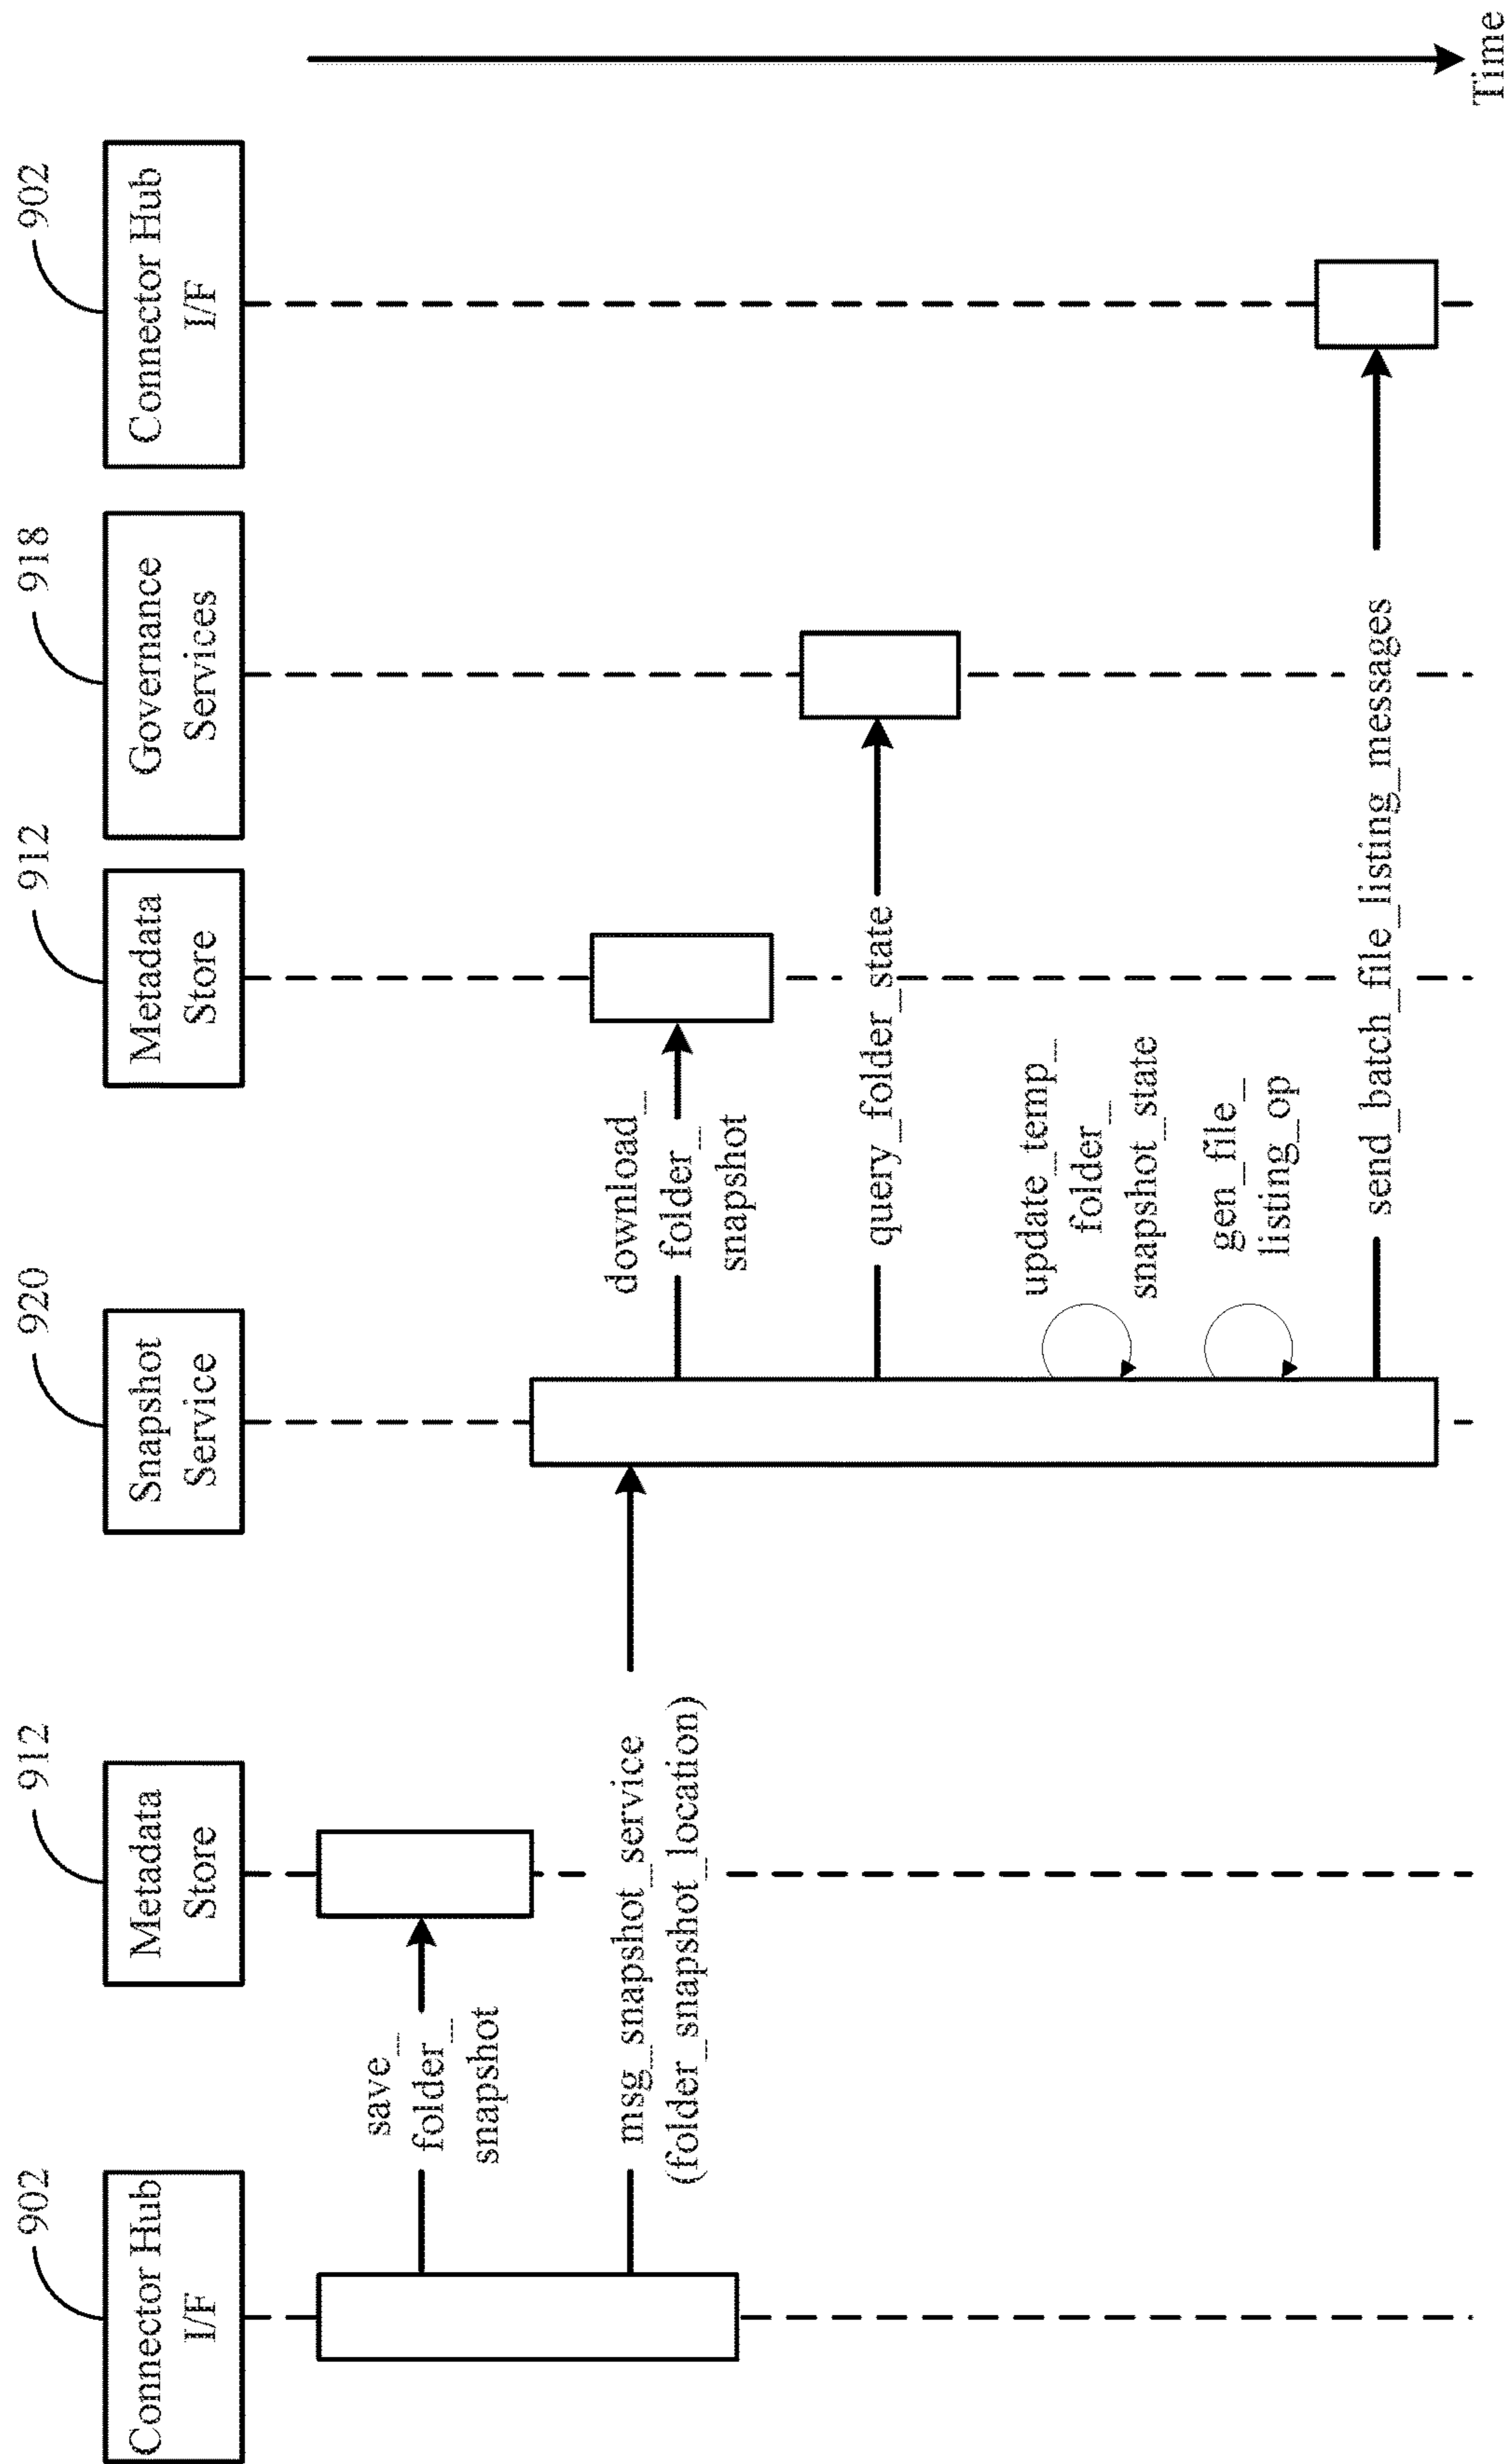 902
912
920
912
918
902
Connector Hub
I/F
Metadata
Store
Snapshot
Service
Metadata
Store
Governance
Services
Connector Hub
I/F
save_
folder_
snapshot
msg_snapshot_service
(folder_snapshot_location)
download_
folder_
snapshot
query_folder_state
update_temp_
folder_
snapshot_state
gen_file_
listing_op
send_batch_file_listing_messages
Time